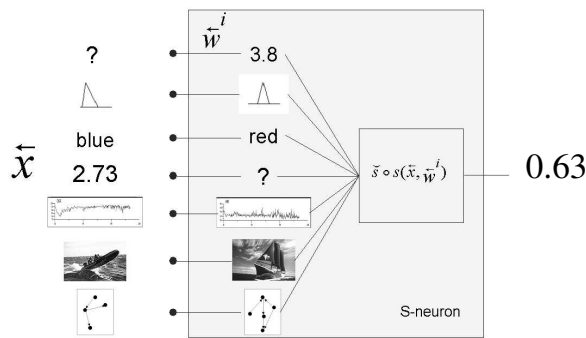 w^i
? 3.8
blue red
x 2.73 ?
s̆ ∘ s(x, w^i) 0.63
S-neuron